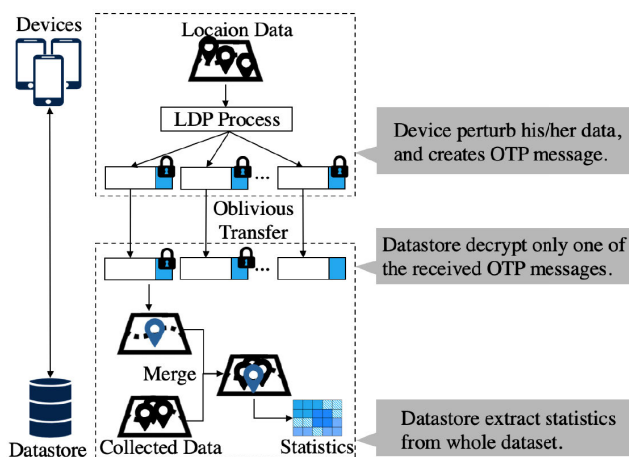 Devices
Locaion Data
LDP Process
Device perturb his/her data,
and creates OTP message.
...
Oblivious
Transfer
Datastore decrypt only one of
the received OTP messages.
...
Merge
Datastore
Collected Data
Statistics
Datastore extract statistics
from whole dataset.